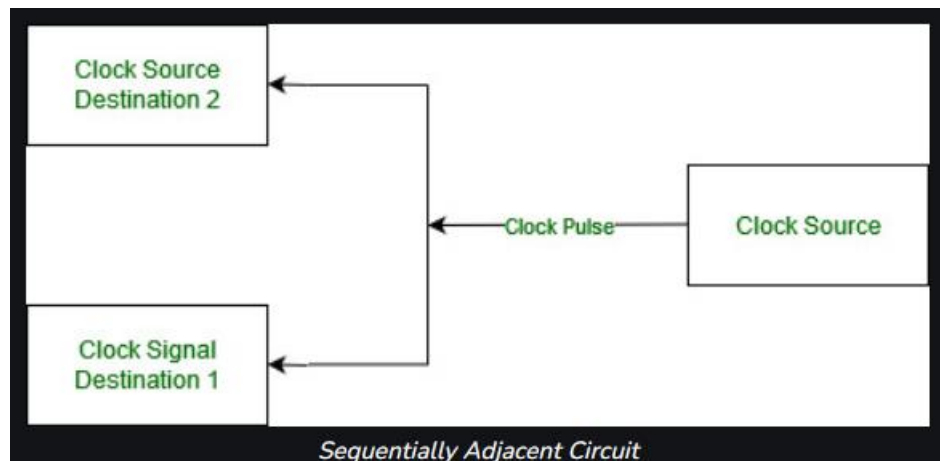 Clock Source
Destination 2
Clock Pulse
Clock Source
Clock Signal
Destination 1
Sequentially Adjacent Circuit